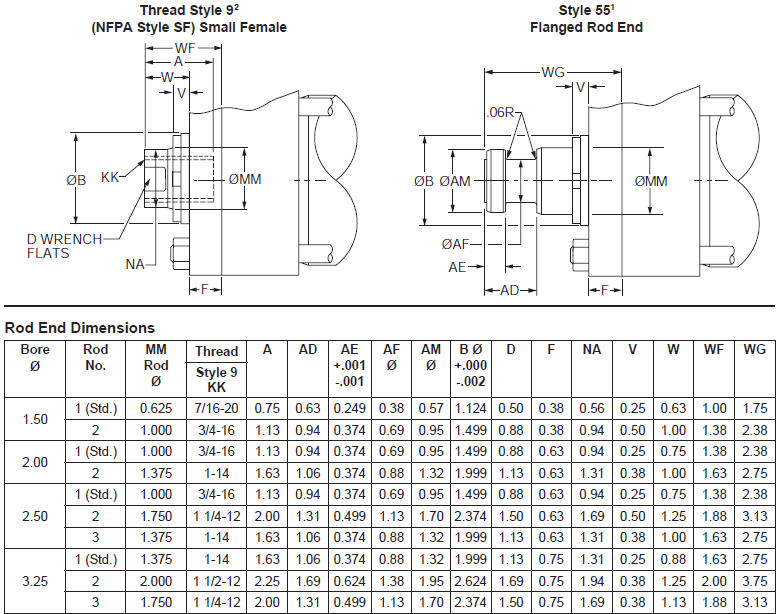 Thread Style 9²
(NFPA Style SF) Small Female
WF
A
W
V
ØB
KK
ØMM
D WRENCH
FLATS
NA
F
Style 55¹
Flanged Rod End
WG
V
.06R
ØB
ØAM
ØMM
ØAF
AE
AD
F
Rod End Dimensions
Bore Ø | Rod No. | MM Rod Ø | Thread Style 9 KK | A | AD | AE +.001 -.001 | AF Ø | AM Ø | B Ø +.000 -.002 | D | F | NA | V | W | WF | WG
1.50 | 1 (Std.) | 0.625 | 7/16-20 | 0.75 | 0.63 | 0.249 | 0.38 | 0.57 | 1.124 | 0.50 | 0.38 | 0.56 | 0.25 | 0.63 | 1.00 | 1.75
2 | 1.000 | 3/4-16 | 1.13 | 0.94 | 0.374 | 0.69 | 0.95 | 1.499 | 0.88 | 0.38 | 0.94 | 0.50 | 1.00 | 1.38 | 2.38
2.00 | 1 (Std.) | 1.000 | 3/4-16 | 1.13 | 0.94 | 0.374 | 0.69 | 0.95 | 1.499 | 0.88 | 0.63 | 0.94 | 0.25 | 0.75 | 1.38 | 2.38
2 | 1.375 | 1-14 | 1.63 | 1.06 | 0.374 | 0.88 | 1.32 | 1.999 | 1.13 | 0.63 | 1.31 | 0.38 | 1.00 | 1.63 | 2.75
2.50 | 1 (Std.) | 1.000 | 3/4-16 | 1.13 | 0.94 | 0.374 | 0.69 | 0.95 | 1.499 | 0.88 | 0.63 | 0.94 | 0.25 | 0.75 | 1.38 | 2.38
2 | 1.750 | 1 1/4-12 | 2.00 | 1.31 | 0.499 | 1.13 | 1.70 | 2.374 | 1.50 | 0.63 | 1.69 | 0.50 | 1.25 | 1.88 | 3.13
3 | 1.375 | 1-14 | 1.63 | 1.06 | 0.374 | 0.88 | 1.32 | 1.999 | 1.13 | 0.63 | 1.31 | 0.38 | 1.00 | 1.63 | 2.75
3.25 | 1 (Std.) | 1.375 | 1-14 | 1.63 | 1.06 | 0.374 | 0.88 | 1.32 | 1.999 | 1.13 | 0.75 | 1.31 | 0.25 | 0.88 | 1.63 | 2.75
2 | 2.000 | 1 1/2-12 | 2.25 | 1.69 | 0.624 | 1.38 | 1.95 | 2.624 | 1.69 | 0.75 | 1.94 | 0.38 | 1.25 | 2.00 | 3.75
3 | 1.750 | 1 1/4-12 | 2.00 | 1.31 | 0.499 | 1.13 | 1.70 | 2.374 | 1.50 | 0.75 | 1.69 | 0.38 | 1.13 | 1.88 | 3.13